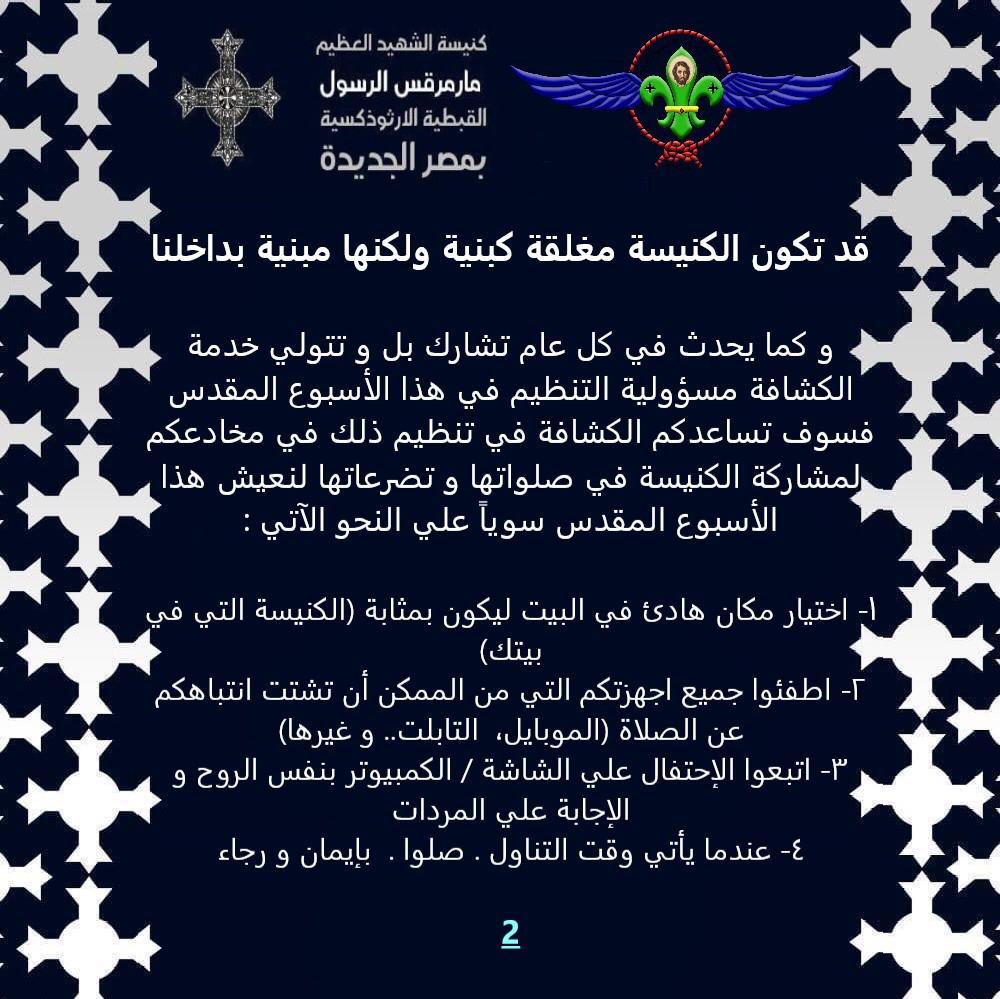 كنيسة الشهيد العظيم
مارمرقس الرسول
القبطية الارثوذكسية
بمصر الجديدة
قد تكون الكنيسة مغلقة كبنية ولكنها مبنية بداخلنا
و كما يحدث في كل عام تشارك بل و تتولي خدمة
الكشافة مسؤولية التنظيم في هذا الأسبوع المقدس
فسوف تساعدكم الكشافة في تنظيم ذلك في مخادعكم
لمشاركة الكنيسة في صلواتها و تضرعاتها لنعيش هذا
الأسبوع المقدس سوياً علي النحو الآتي :
١- اختيار مكان هادئ في البيت ليكون بمثابة (الكنيسة التي في
بيتك)
٢- اطفئوا جميع اجهزتكم التي من الممكن أن تشتت انتباهكم
عن الصلاة (الموبايل، التابلت.. و غيرها)
٣- اتبعوا الإحتفال علي الشاشة / الكمبيوتر بنفس الروح و
الإجابة علي المردات
٤- عندما يأتي وقت التناول . صلوا . بإيمان و رجاء
2